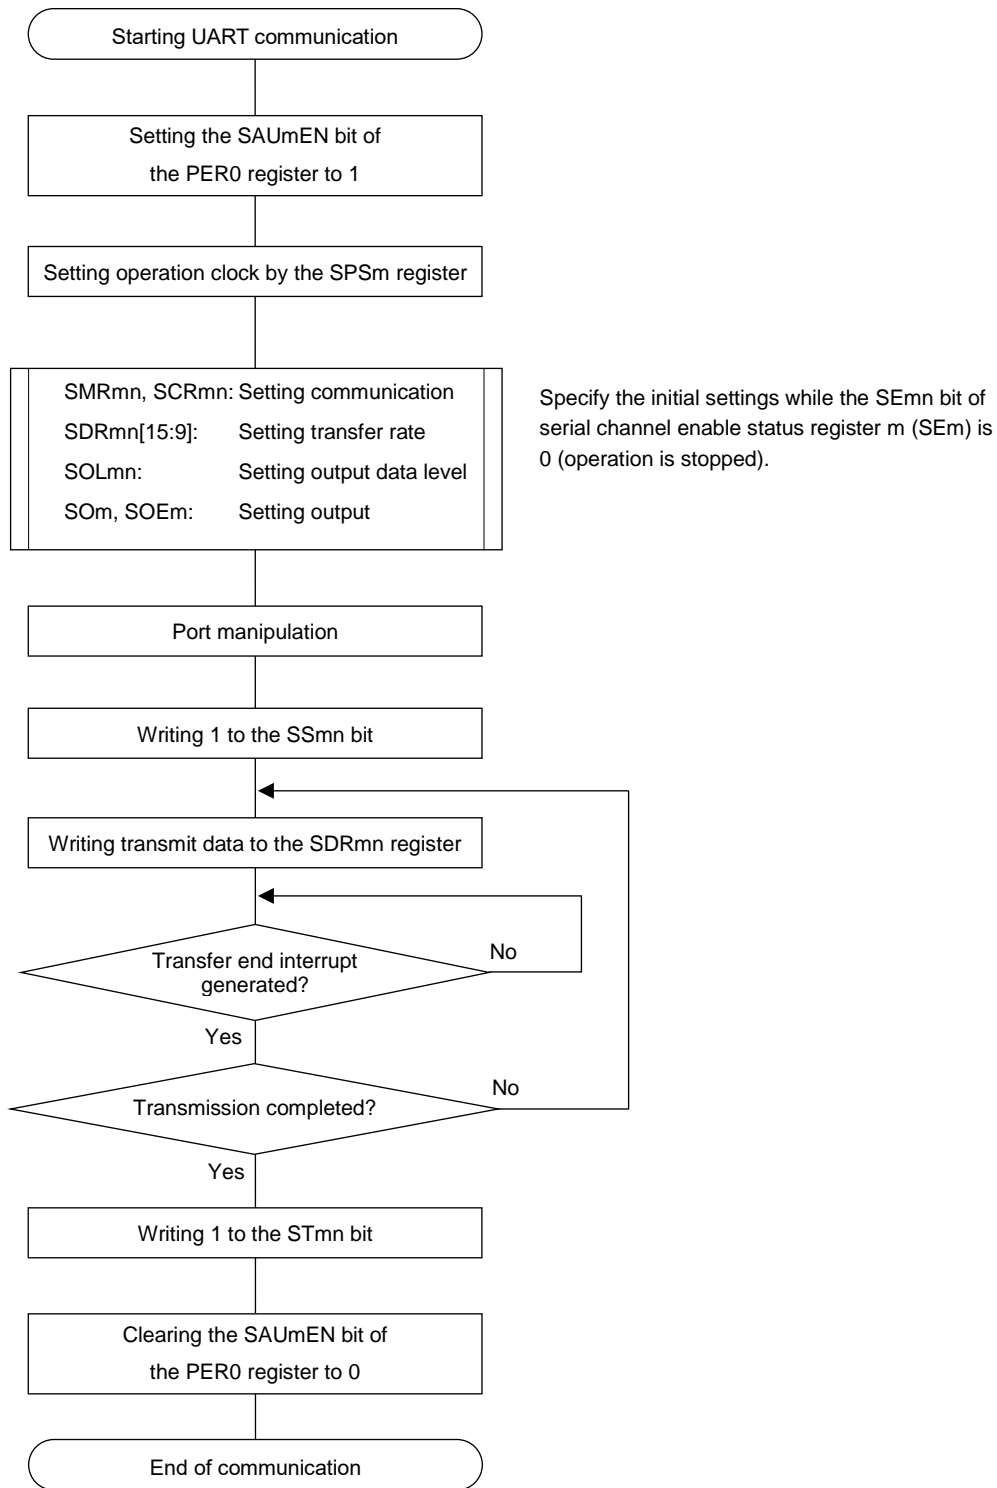 Starting UART communication
Setting the SAUmEN bit of
the PER0 register to 1
Setting operation clock by the SPSm register
SMRmn, SCRmn: Setting communication
SDRmn[15:9]: Setting transfer rate
SOLmn: Setting output data level
SOm, SOEm: Setting output
Specify the initial settings while the SEmn bit of
serial channel enable status register m (SEm) is
0 (operation is stopped).
Port manipulation
Writing 1 to the SSmn bit
Writing transmit data to the SDRmn register
Transfer end interrupt
generated?
No
Yes
Transmission completed?
No
Yes
Writing 1 to the STmn bit
Clearing the SAUmEN bit of
the PER0 register to 0
End of communication